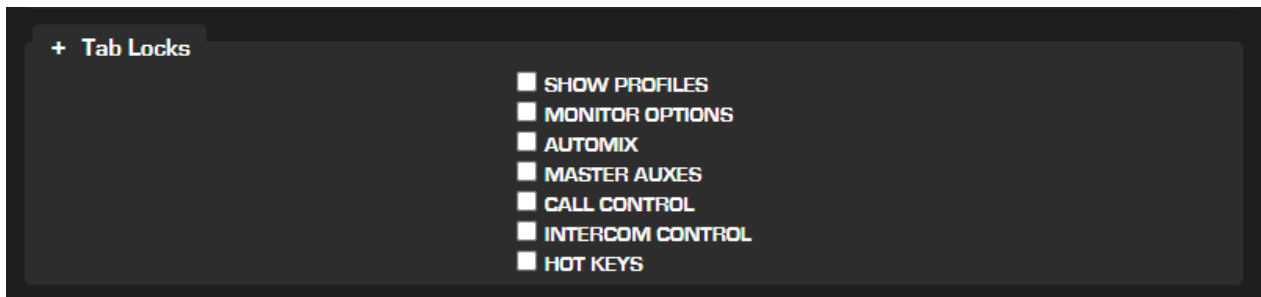 + Tab Locks
SHOW PROFILES
MONITOR OPTIONS
AUTOMIX
MASTER AUXES
CALL CONTROL
INTERCOM CONTROL
HOT KEYS